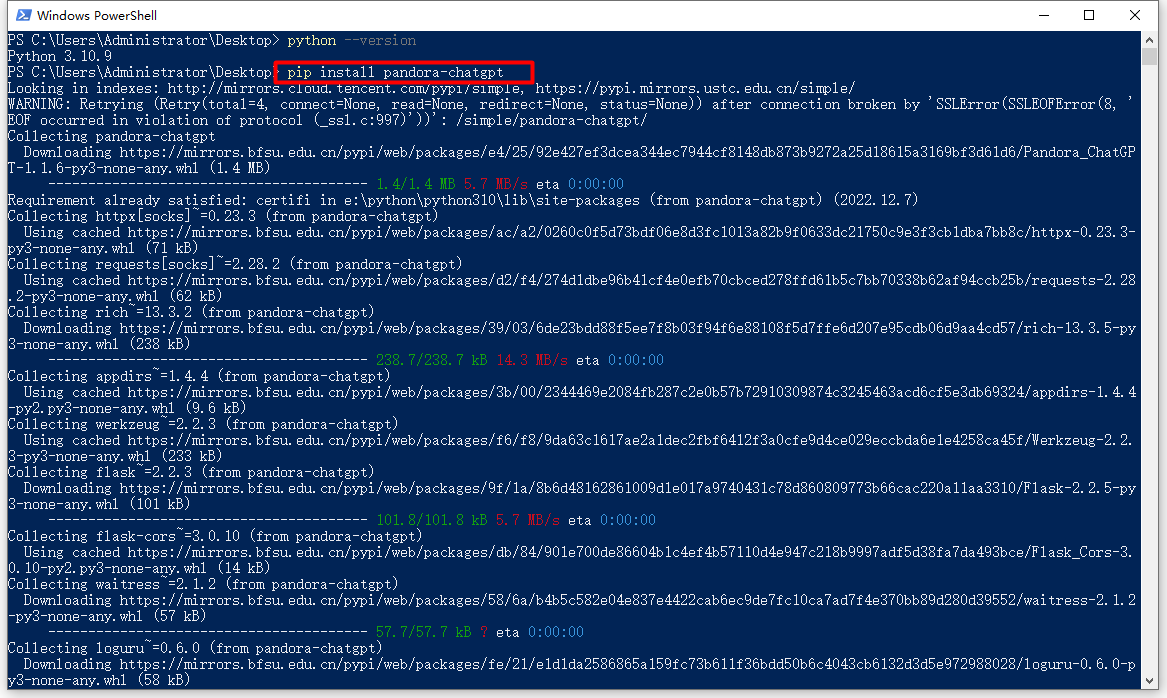 Windows PowerShell
PS C:\Users\Administrator\Desktop> python --version
Python 3.10.9
PS C:\Users\Administrator\Desktop> pip install pandora-chatgpt
Looking in indexes: http://mirrors.cloud.tencent.com/pypi/simple, https://pypi.mirrors.ustc.edu.cn/simple/
WARNING: Retrying (Retry(total=4, connect=None, read=None, redirect=None, status=None)) after connection broken by 'SSLError(SSLEOFError(8, '
EOF occurred in violation of protocol (_ssl.c:997)'))': /simple/pandora-chatgpt/
Collecting pandora-chatgpt
  Downloading https://mirrors.bfsu.edu.cn/pypi/web/packages/e4/25/92e427ef3dcea344ec7944cf8148db873b9272a25d18615a3169bf3d61d6/Pandora_ChatGP
T-1.1.6-py3-none-any.whl (1.4 MB)
     ---------------------------------------- 1.4/1.4 MB 5.7 MB/s eta 0:00:00
Requirement already satisfied: certifi in e:\python\python310\lib\site-packages (from pandora-chatgpt) (2022.12.7)
Collecting httpx[socks]~=0.23.3 (from pandora-chatgpt)
  Using cached https://mirrors.bfsu.edu.cn/pypi/web/packages/ac/a2/0260c0f5d73bdf06e8d3fc1013a82b9f0633dc21750c9e3f3cb1dba7bb8c/httpx-0.23.3-
py3-none-any.whl (71 kB)
Collecting requests[socks]~=2.28.2 (from pandora-chatgpt)
  Using cached https://mirrors.bfsu.edu.cn/pypi/web/packages/d2/f4/274d1dbe96b41cf4e0efb70cbced278ffd61b5c7bb70338b62af94ccb25b/requests-2.28
.2-py3-none-any.whl (62 kB)
Collecting rich~=13.3.2 (from pandora-chatgpt)
  Downloading https://mirrors.bfsu.edu.cn/pypi/web/packages/39/03/6de23bdd88f5ee7f8b03f94f6e88108f5d7ffe6d207e95cdb06d9aa4cd57/rich-13.3.5-py
3-none-any.whl (238 kB)
     ---------------------------------------- 238.7/238.7 kB 14.3 MB/s eta 0:00:00
Collecting appdirs~=1.4.4 (from pandora-chatgpt)
  Using cached https://mirrors.bfsu.edu.cn/pypi/web/packages/3b/00/2344469e2084fb287c2e0b57b72910309874c3245463acd6cf5e3db69324/appdirs-1.4.4
-py2.py3-none-any.whl (9.6 kB)
Collecting werkzeug~=2.2.3 (from pandora-chatgpt)
  Using cached https://mirrors.bfsu.edu.cn/pypi/web/packages/f6/f8/9da63c1617ae2a1dec2fbf6412f3a0cfe9d4ce029eccbda6e1e4258ca45f/Werkzeug-2.2.
3-py3-none-any.whl (233 kB)
Collecting flask~=2.2.3 (from pandora-chatgpt)
  Downloading https://mirrors.bfsu.edu.cn/pypi/web/packages/9f/1a/8b6d48162861009d1e017a9740431c78d860809773b66cac220a11aa3310/Flask-2.2.5-py
3-none-any.whl (101 kB)
     ---------------------------------------- 101.8/101.8 kB 5.7 MB/s eta 0:00:00
Collecting flask-cors~=3.0.10 (from pandora-chatgpt)
  Using cached https://mirrors.bfsu.edu.cn/pypi/web/packages/db/84/901e700de86604b1c4ef4b57110d4e947c218b9997adf5d38fa7da493bce/Flask_Cors-3.
0.10-py2.py3-none-any.whl (14 kB)
Collecting waitress~=2.1.2 (from pandora-chatgpt)
  Downloading https://mirrors.bfsu.edu.cn/pypi/web/packages/58/6a/b4b5c582e04e837e4422cab6ec9de7fc10ca7ad7f4e370bb89d280d39552/waitress-2.1.2
-py3-none-any.whl (57 kB)
     ---------------------------------------- 57.7/57.7 kB ? eta 0:00:00
Collecting loguru~=0.6.0 (from pandora-chatgpt)
  Downloading https://mirrors.bfsu.edu.cn/pypi/web/packages/fe/21/e1d1da2586865a159fc73b611f36bdd50b6c4043cb6132d3d5e972988028/loguru-0.6.0-p
y3-none-any.whl (58 kB)